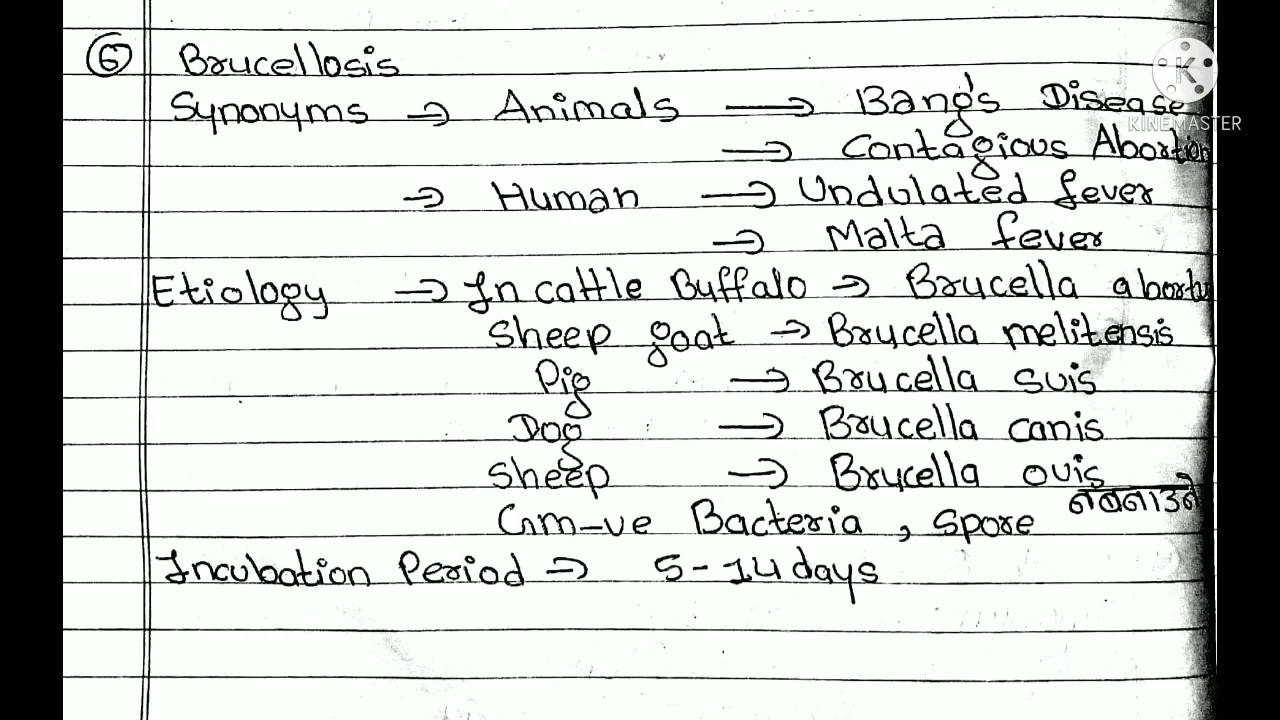 ⑥ Brucellosis
Synonyms → Animals → Bang's Disease
KINEMASTER
→ Contagious Abortion
→ Human → Undulated fever
→ Malta fever
Etiology → In cattle Buffalo → Brucella abortus
Sheep goat → Brucella melitensis
Pig → Brucella suis
Dog → Brucella canis
Sheep → Brucella ovis
Gm-ve Bacteria , Spore
Incubation Period → 5-14 days